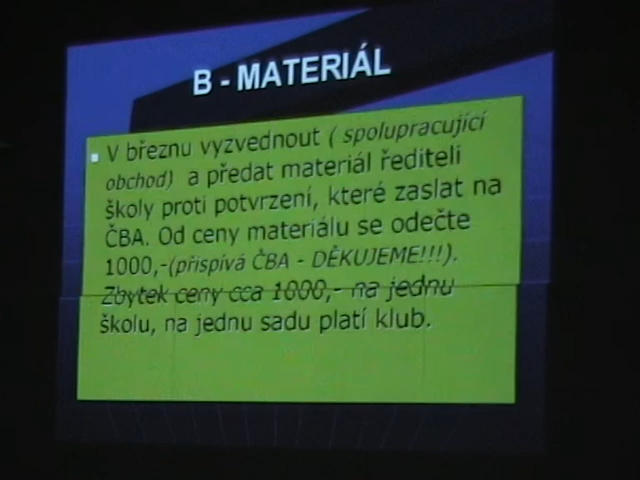 B - MATERIÁL
V březnu vyzvednout ( spolupracující
obchod) a předat materiál řediteli
školy proti potvrzení, které zaslat na
ČBA. Od ceny materiálu se odečte
1000,-(přispívá ČBA - DĚKUJEME!!!).
Zbytek ceny cca 1000,- na jednu
školu, na jednu sadu platí klub.